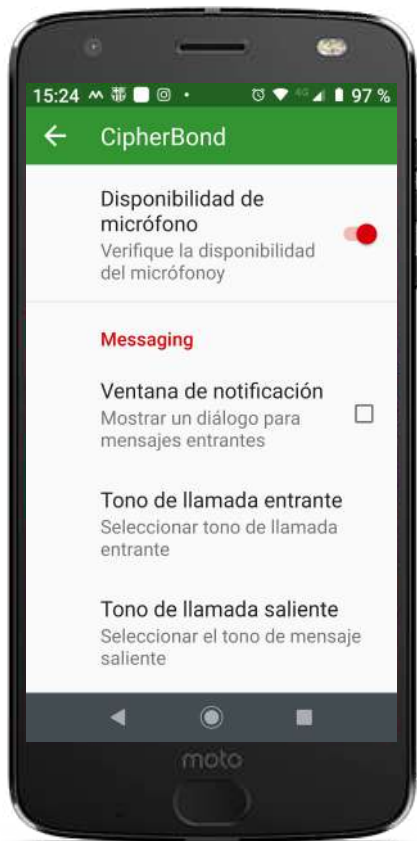 15:24 4G 97 %
CipherBond
Disponibilidad de
micrófono
Verifique la disponibilidad
del micrófonoy
Messaging
Ventana de notificación
Mostrar un diálogo para
mensajes entrantes
Tono de llamada entrante
Seleccionar tono de llamada
entrante
Tono de llamada saliente
Seleccionar el tono de mensaje
saliente
moto